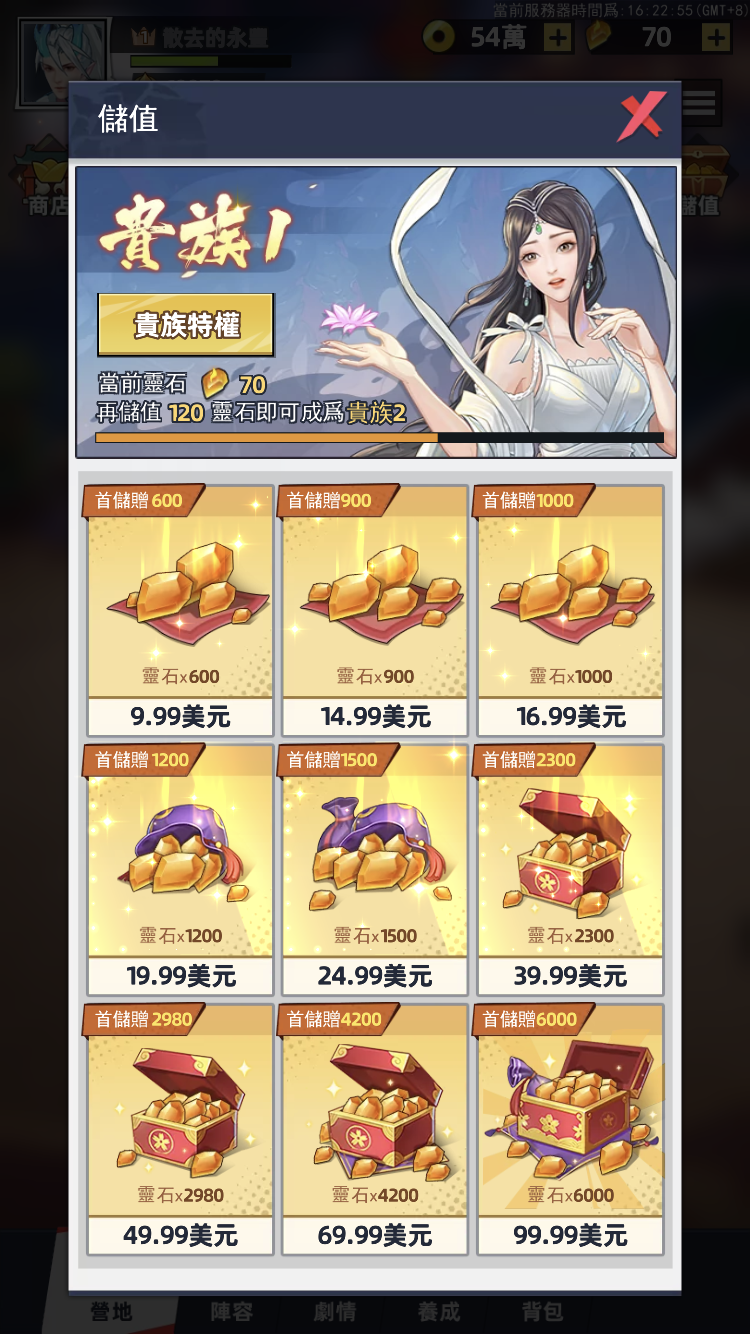 當前服務器時間爲:16:22:55(GMT+8)
散去的永豐
54萬
70
儲值
商店
儲值
貴族1
貴族特權
當前靈石 70
再儲值 120 靈石即可成爲貴族2
首儲贈600
首儲贈900
首儲贈1000
靈石x600
靈石x900
靈石x1000
9.99美元
14.99美元
16.99美元
首儲贈1200
首儲贈1500
首儲贈2300
靈石x1200
靈石x1500
靈石x2300
19.99美元
24.99美元
39.99美元
首儲贈2980
首儲贈4200
首儲贈6000
靈石x2980
靈石x4200
靈石x6000
49.99美元
69.99美元
99.99美元
營地
陣容
劇情
養成
背包